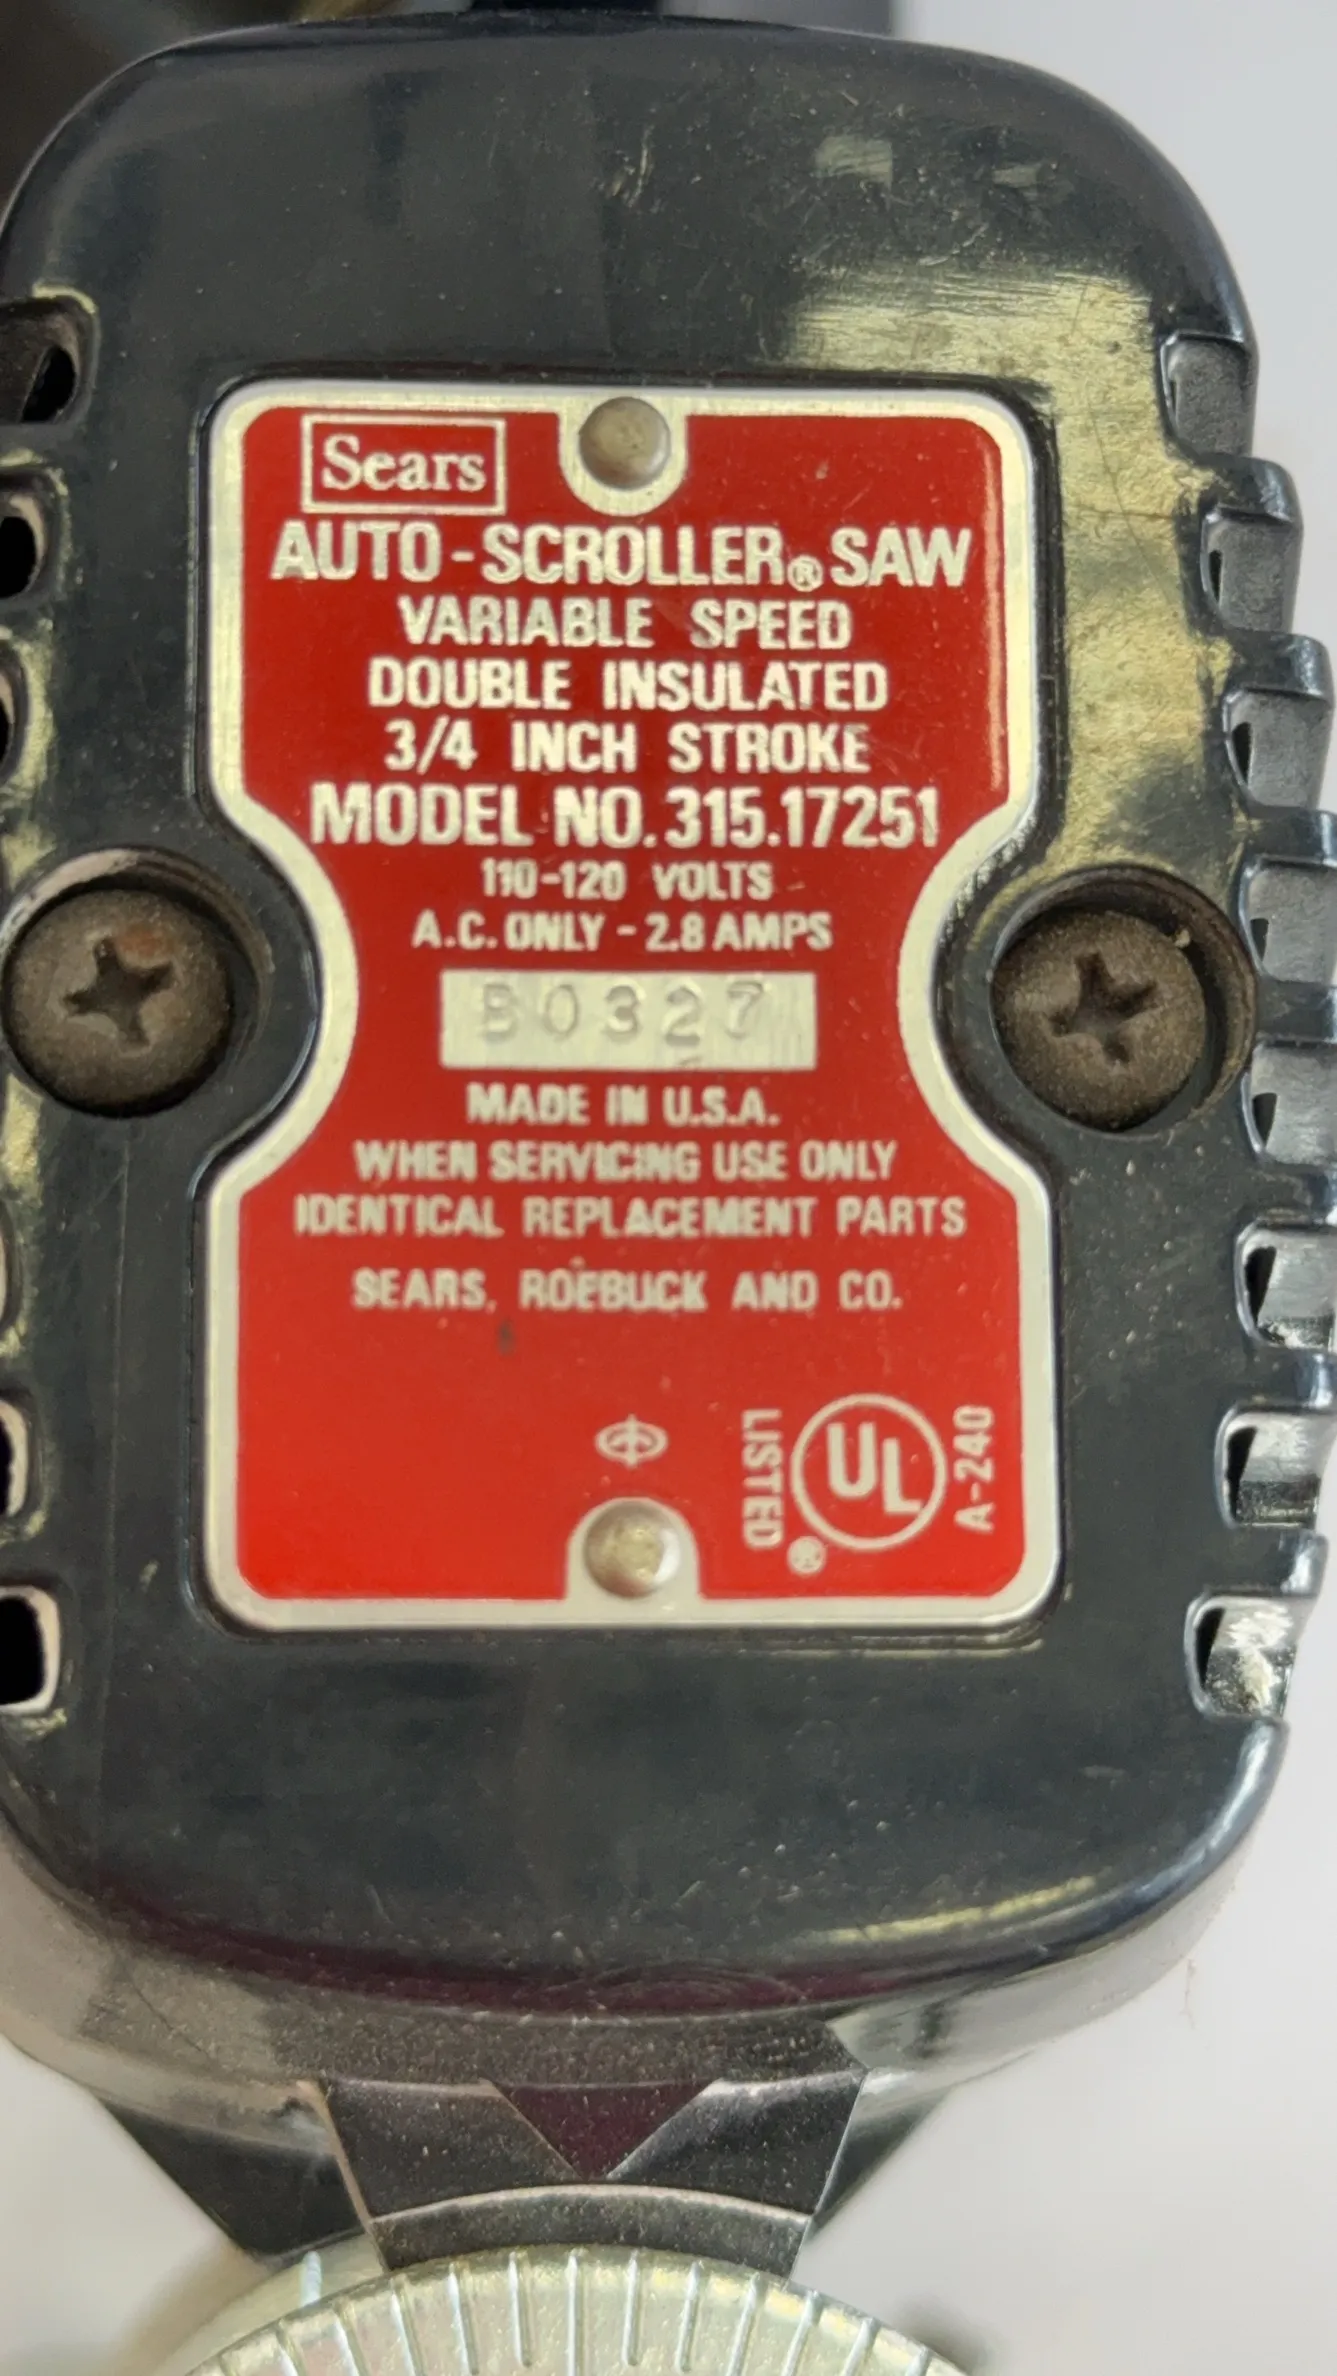 Sears
AUTO-SCROLLER® SAW
VARIABLE SPEED
DOUBLE INSULATED
3/4 INCH STROKE
MODEL NO. 315.17251
110-120 VOLTS
A.C. ONLY - 2.8 AMPS
B0327
MADE IN U.S.A.
WHEN SERVICING USE ONLY
IDENTICAL REPLACEMENT PARTS
SEARS, ROEBUCK AND CO.
LISTED
UL ®
A-240